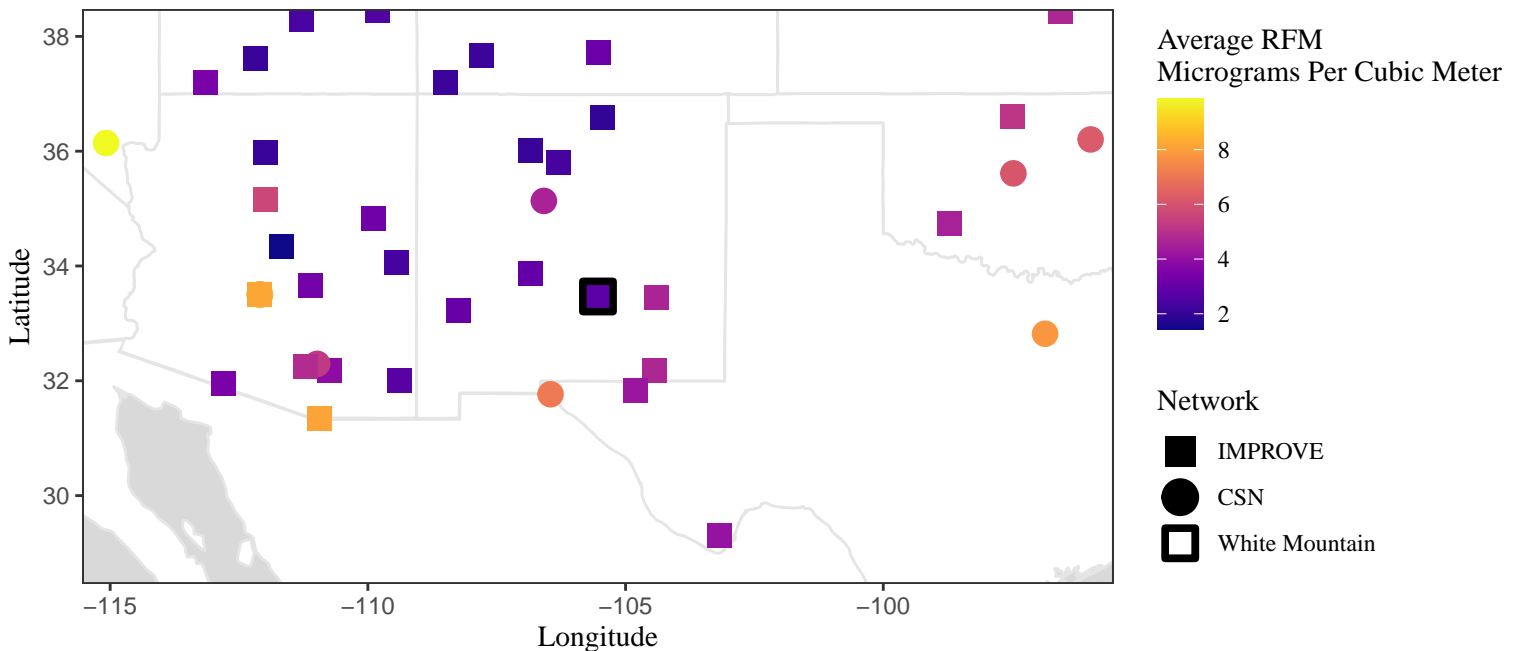 Average RFM
Micrograms Per Cubic Meter
8
6
4
2
Network
IMPROVE
CSN
White Mountain
Latitude
38
36
34
32
30
−115
−110
−105
−100
Longitude